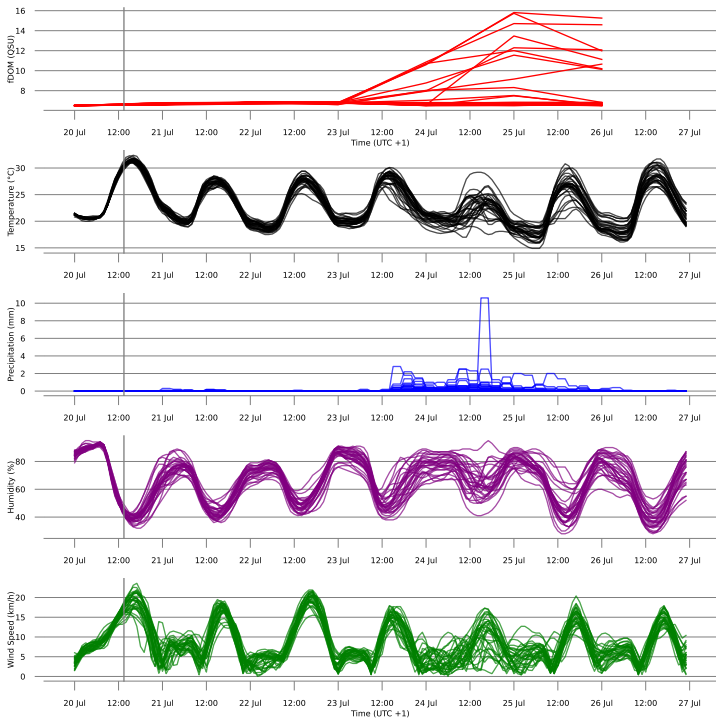 fDOM (QSU)
16
14
12
10
8
20 Jul 12:00 21 Jul 12:00 22 Jul 12:00 23 Jul 12:00 24 Jul 12:00 25 Jul 12:00 26 Jul 12:00 27 Jul
Time (UTC +1)
Temperature (°C)
30
25
20
15
20 Jul 12:00 21 Jul 12:00 22 Jul 12:00 23 Jul 12:00 24 Jul 12:00 25 Jul 12:00 26 Jul 12:00 27 Jul
Precipitation (mm)
10
8
6
4
2
0
20 Jul 12:00 21 Jul 12:00 22 Jul 12:00 23 Jul 12:00 24 Jul 12:00 25 Jul 12:00 26 Jul 12:00 27 Jul
Humidity (%)
80
60
40
20 Jul 12:00 21 Jul 12:00 22 Jul 12:00 23 Jul 12:00 24 Jul 12:00 25 Jul 12:00 26 Jul 12:00 27 Jul
Wind Speed (km/h)
20
15
10
5
0
20 Jul 12:00 21 Jul 12:00 22 Jul 12:00 23 Jul 12:00 24 Jul 12:00 25 Jul 12:00 26 Jul 12:00 27 Jul
Time (UTC +1)